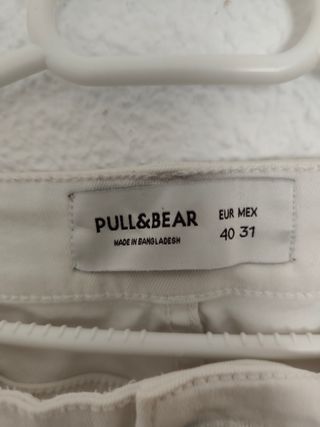 PULL&BEAR
MADE IN BANGLADESH
EUR MEX
40 31